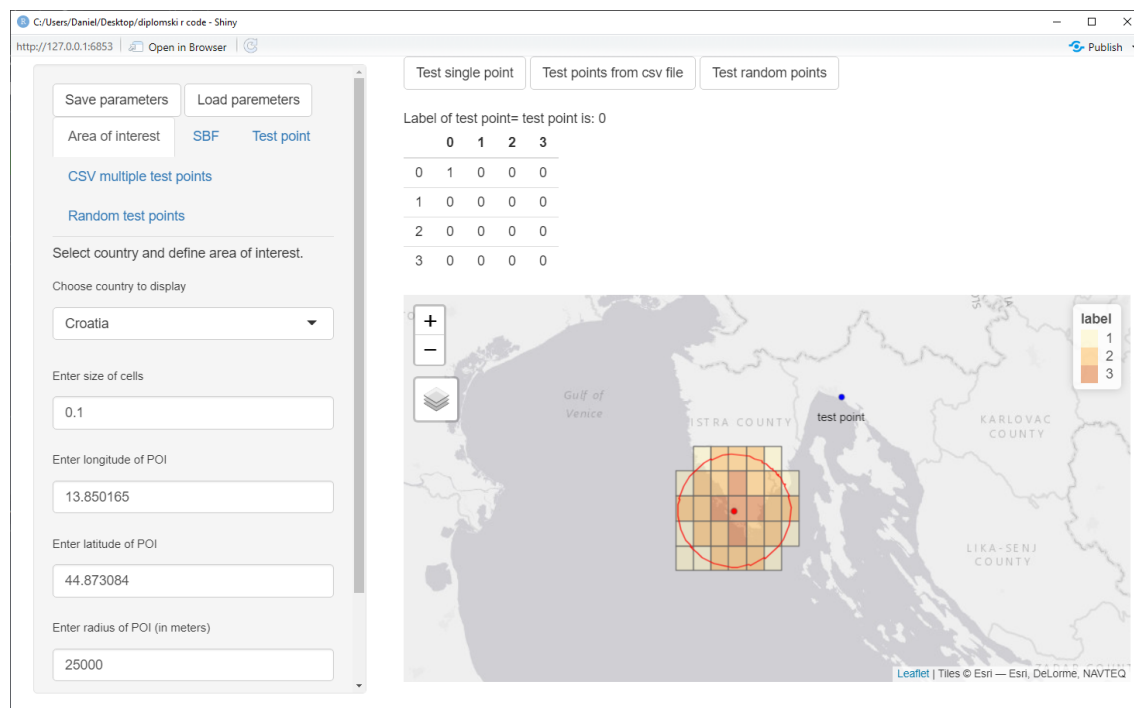 C:/Users/Daniel/Desktop/diplomski r code - Shiny
http://127.0.0.1:6853 Open in Browser Publish
Save parameters Load paremeters
Area of interest SBF Test point
CSV multiple test points
Random test points
Select country and define area of interest.
Choose country to display
Croatia
Enter size of cells
0.1
Enter longitude of POI
13.850165
Enter latitude of POI
44.873084
Enter radius of POI (in meters)
25000
Test single point Test points from csv file Test random points
Label of test point= test point is: 0
0 1 2 3
0 1 0 0 0
1 0 0 0 0
2 0 0 0 0
3 0 0 0 0
+
−
label
1
2
3
Gulf of
Venice
ISTRA COUNTY
test point
KARLOVAC
COUNTY
LIKA-SENJ
COUNTY
Leaflet | Tiles © Esri — Esri, DeLorme, NAVTEQ